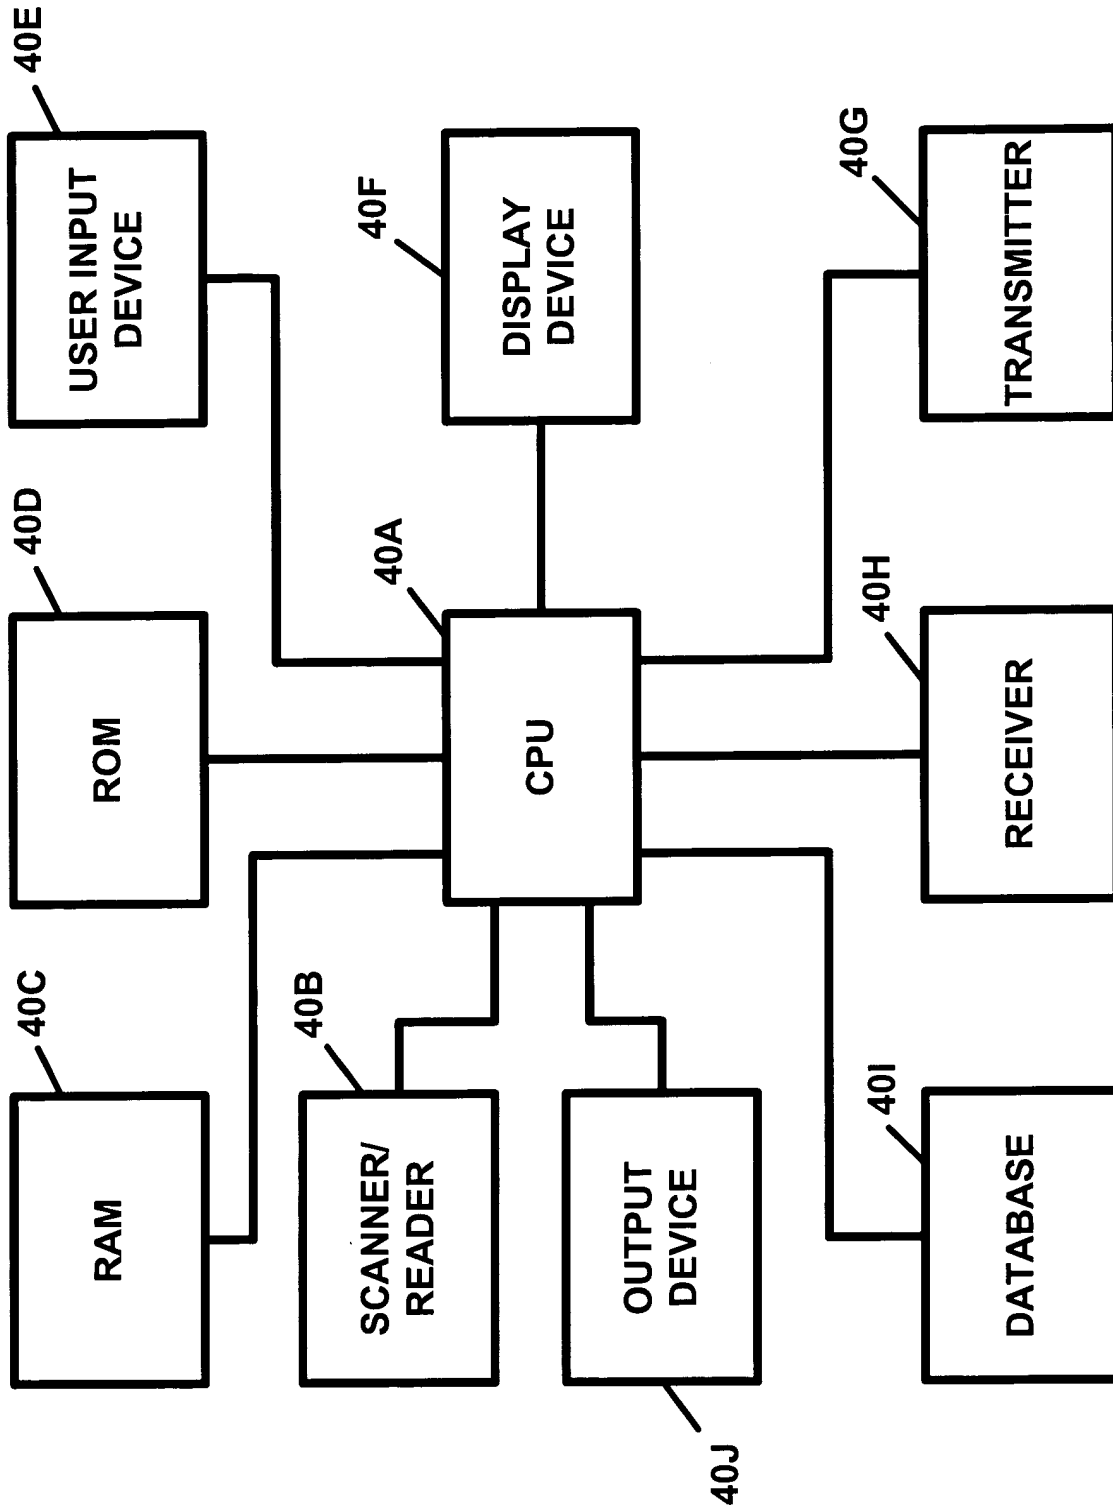 40C
RAM
40D
ROM
40E
USER INPUT
DEVICE
40B
SCANNER/
READER
40A
CPU
40F
DISPLAY
DEVICE
OUTPUT
DEVICE
40J
40I
DATABASE
40H
RECEIVER
40G
TRANSMITTER